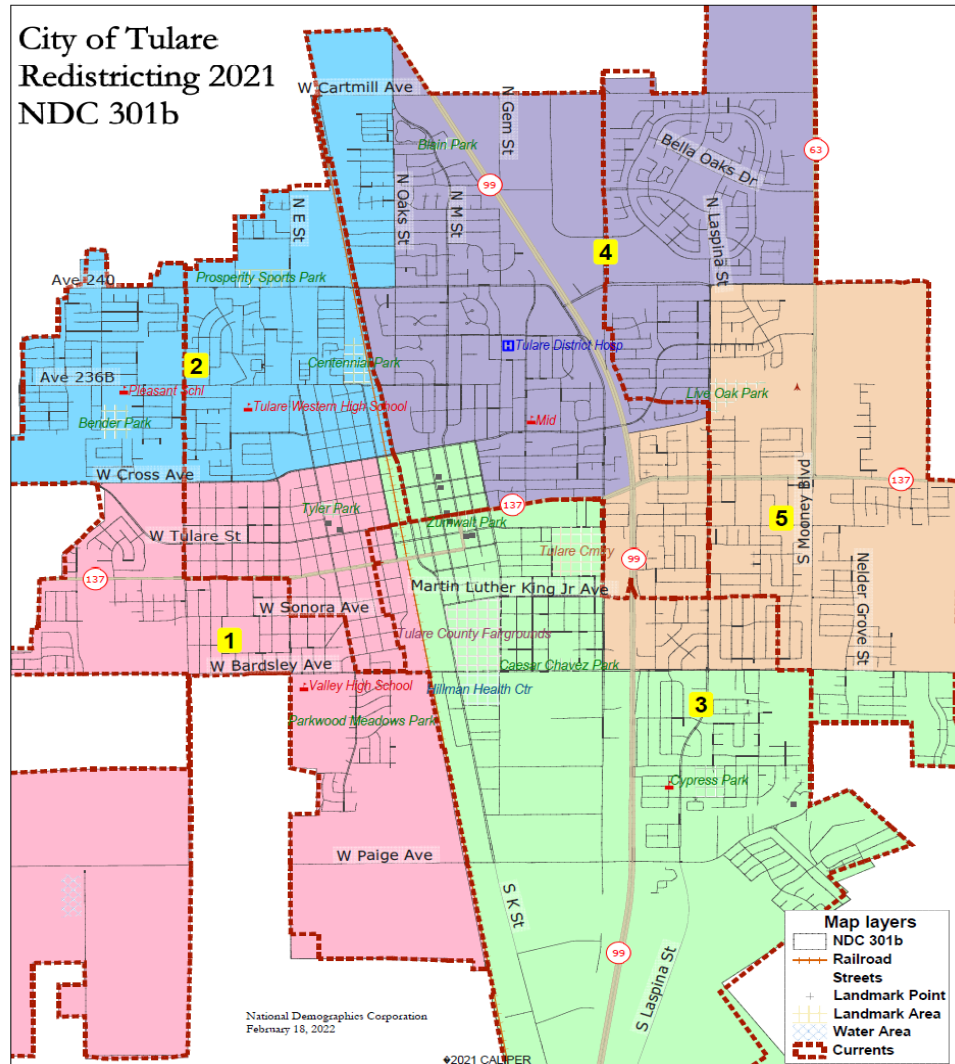 City of Tulare
Redistricting 2021
NDC 301b
W Cartmill Ave
N Gem St
Blain Park
Bella Oaks Dr
63
99
N E St
N Oaks St
N M St
N Laspina St
4
Ave 240
Prosperity Sports Park
Tulare District Hosp
H
Centennial Park
2
Ave 236B
Pleasant Schl
Tulare Western High School
Live Oak Park
Bender Park
Mid
W Cross Ave
S Mooney Blvd
137
137
Tyler Park
Zumwalt Park
5
W Tulare St
Tulare Cmty
99
Nelder Grove St
137
Martin Luther King Jr Ave
W Sonora Ave
1
Tulare County Fairgrounds
W Bardsley Ave
Caesar Chavez Park
Valley High School
Hillman Health Ctr
3
Parkwood Meadows Park
Cypress Park
W Paige Ave
S K St
99
S Laspina St
Map layers
NDC 301b
Railroad
Streets
Landmark Point
Landmark Area
Water Area
Currents
National Demographics Corporation
February 18, 2022
�2021 CALIPER